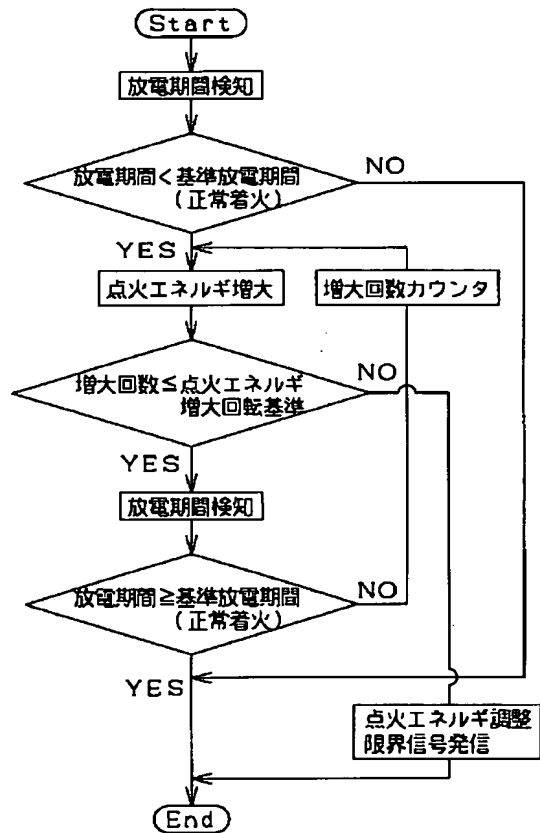 Start
放電期間検知
放電期間<基準放電期間
(正常着火)
NO
YES
点火エネルギ増大
増大回数カウンタ
増大回数≦点火エネルギ
増大回転基準
NO
YES
放電期間検知
放電期間≧基準放電期間
(正常着火)
NO
YES
点火エネルギ調整
限界信号発信
End